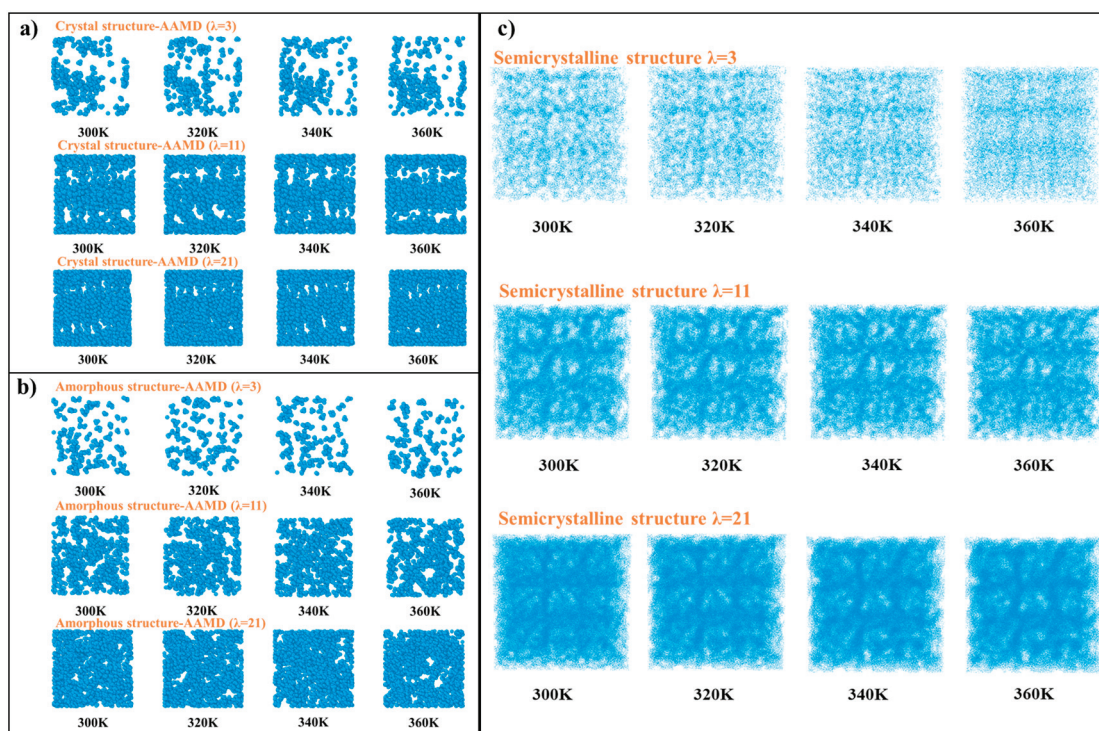 a)
Crystal structure-AAMD (λ=3)
300K 320K 340K 360K
Crystal structure-AAMD (λ=11)
300K 320K 340K 360K
Crystal structure-AAMD (λ=21)
300K 320K 340K 360K
b)
Amorphous structure-AAMD (λ=3)
300K 320K 340K 360K
Amorphous structure-AAMD (λ=11)
300K 320K 340K 360K
Amorphous structure-AAMD (λ=21)
300K 320K 340K 360K
c)
Semicrystalline structure λ=3
300K 320K 340K 360K
Semicrystalline structure λ=11
300K 320K 340K 360K
Semicrystalline structure λ=21
300K 320K 340K 360K